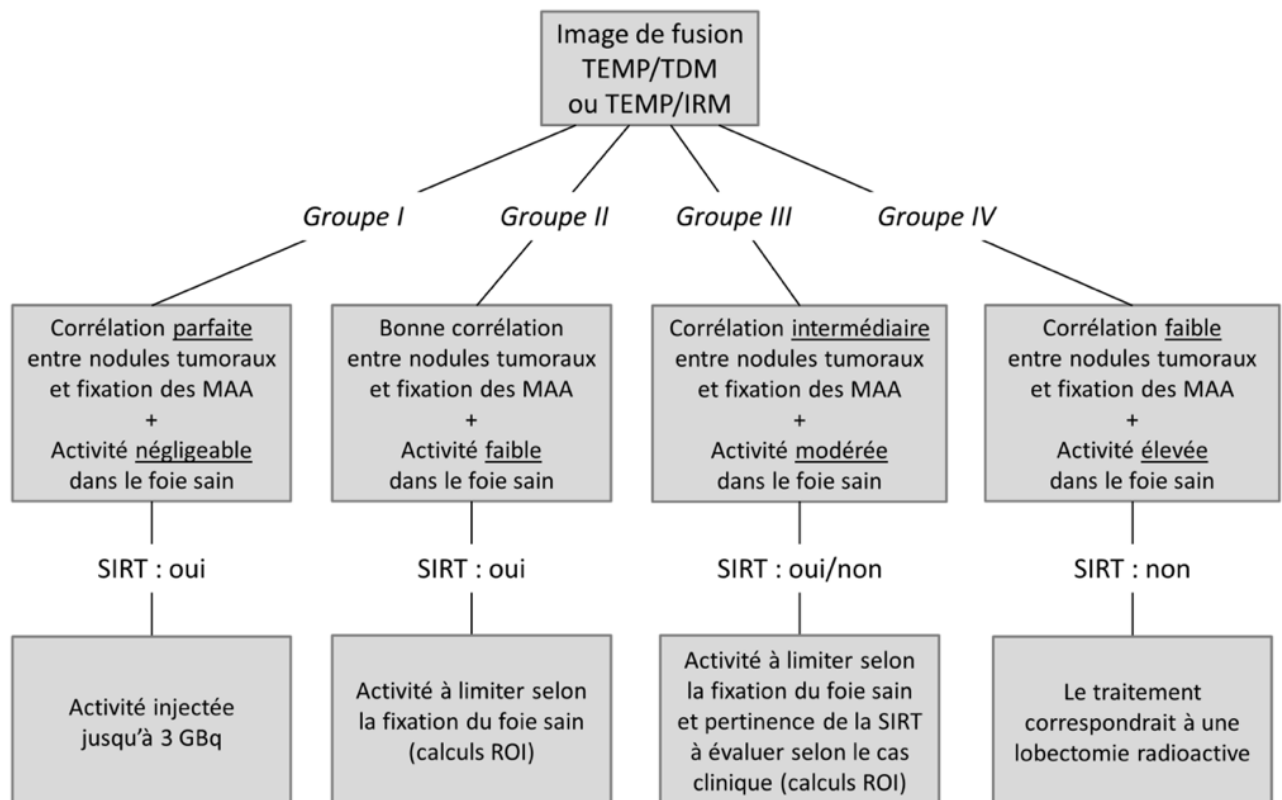 Image de fusion
TEMP/TDM
ou TEMP/IRM
Groupe I
Groupe II
Groupe III
Groupe IV
Corrélation parfaite
entre nodules tumoraux
et fixation des MAA
+
Activité négligeable
dans le foie sain
Bonne corrélation
entre nodules tumoraux
et fixation des MAA
+
Activité faible
dans le foie sain
Corrélation intermédiaire
entre nodules tumoraux
et fixation des MAA
+
Activité modérée
dans le foie sain
Corrélation faible
entre nodules tumoraux
et fixation des MAA
+
Activité élevée
dans le foie sain
SIRT : oui
SIRT : oui
SIRT : oui/non
SIRT : non
Activité injectée
jusqu'à 3 GBq
Activité à limiter selon
la fixation du foie sain
(calculs ROI)
Activité à limiter selon
la fixation du foie sain
et pertinence de la SIRT
à évaluer selon le cas
clinique (calculs ROI)
Le traitement
correspondrait à une
lobectomie radioactive